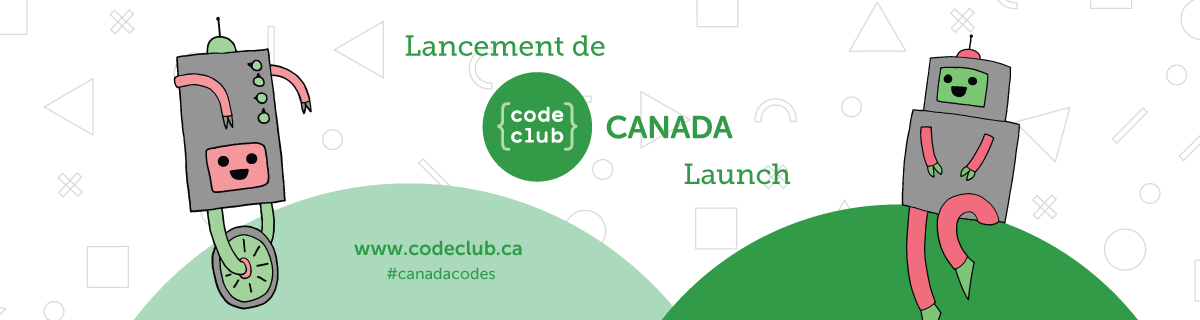 Lancement de
{code
club}
CANADA
Launch
www.codeclub.ca
#canadacodes